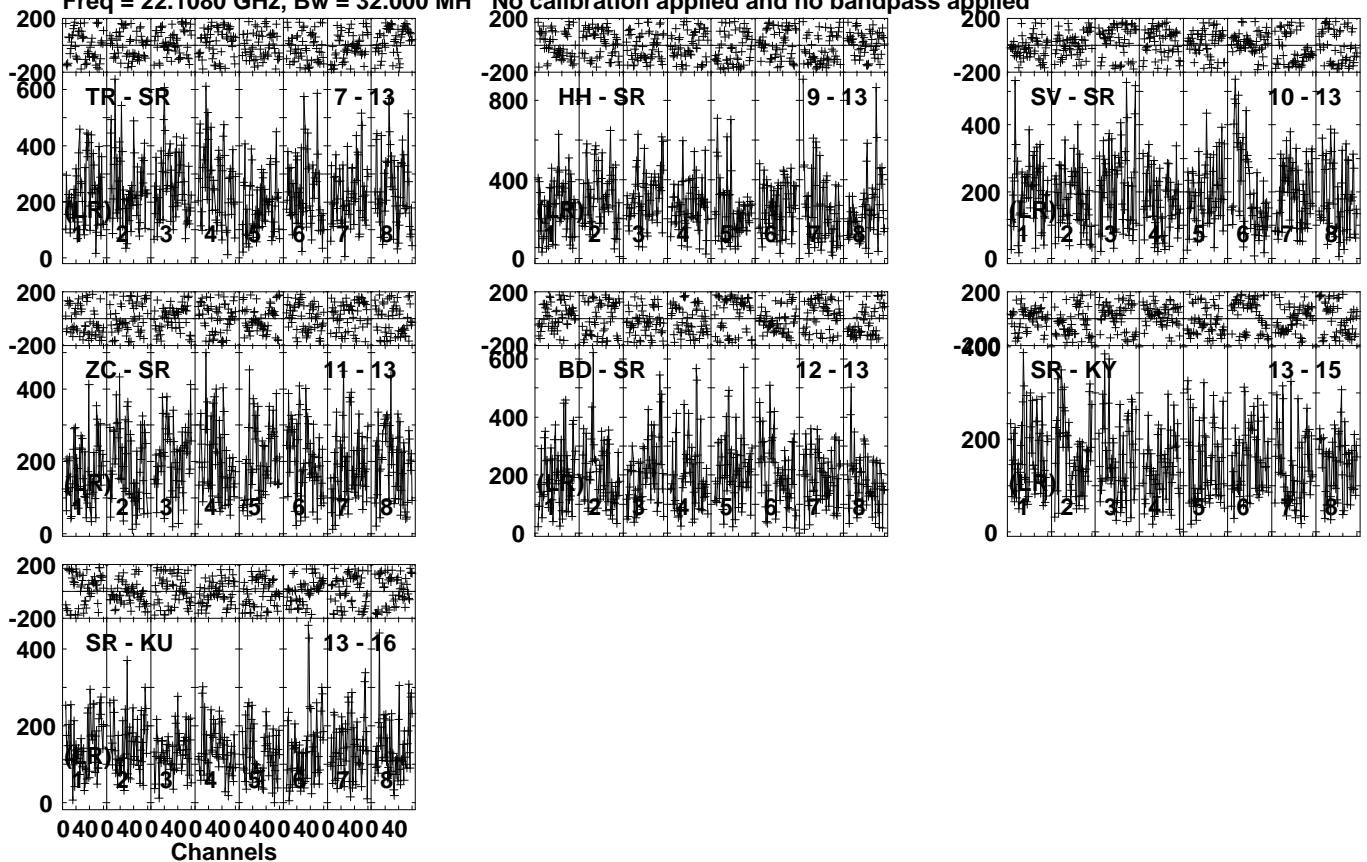 Freq = 22.1080 GHz, Bw = 32.000 MH No calibration applied and no bandpass applied
200
-200
TR - SR 7 - 13
600
400
200
0
(LR)
1 2 3 4 5 6 7 8
200
-200
HH - SR 9 - 13
800
400
0
(LR)
1 2 3 4 5 6 7 8
200
-200
SV - SR 10 - 13
400
200
0
(LR)
1 2 3 4 5 6 7 8
200
-200
ZC - SR 11 - 13
400
200
0
(LR)
1 2 3 4 5 6 7 8
200
-200
600
BD - SR 12 - 13
400
200
0
(LR)
1 2 3 4 5 6 7 8
200
-200
400
SR - KY 13 - 15
200
0
(LR)
1 2 3 4 5 6 7 8
200
-200
SR - KU 13 - 16
400
200
0
(LR)
1 2 3 4 5 6 7 8
0 40 0 40 0 40 0 40 0 40 0 40 0 40 0 40
Channels